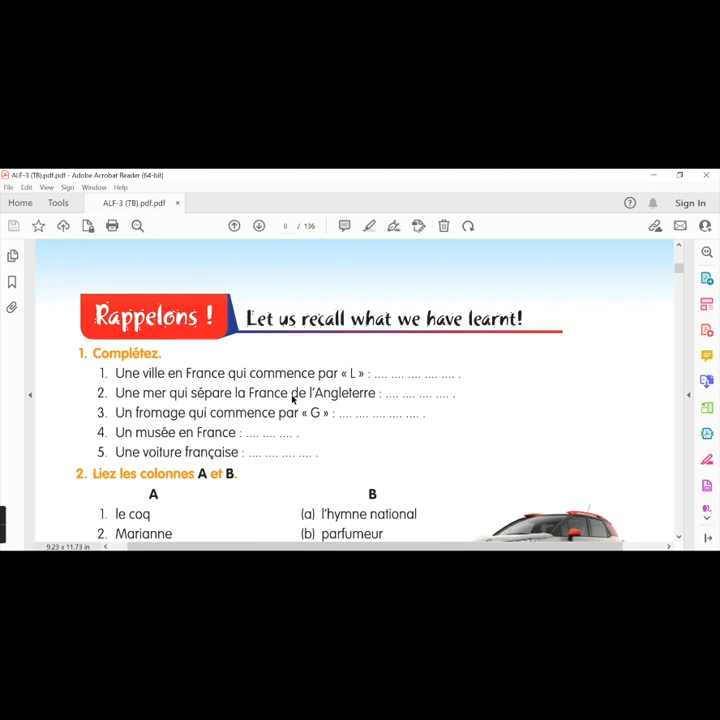 ALF-3 (TB).pdf.pdf - Adobe Acrobat Reader (64-bit)
File Edit View Sign Window Help
Home Tools ALF-3 (TB).pdf.pdf × Sign In
8 / 136
Rappelons ! Let us recall what we have learnt!
1. Complétez.
1. Une ville en France qui commence par « L » : .... .... .... .... .... .
2. Une mer qui sépare la France de l'Angleterre : .... .... .... .... .
3. Un fromage qui commence par « G » : .... .... .... .... .... .
4. Un musée en France : .... .... .... .
5. Une voiture française : .... .... .... .... .
2. Liez les colonnes A et B.
A B
1. le coq (a) l'hymne national
2. Marianne (b) parfumeur
9.23 x 11.73 in